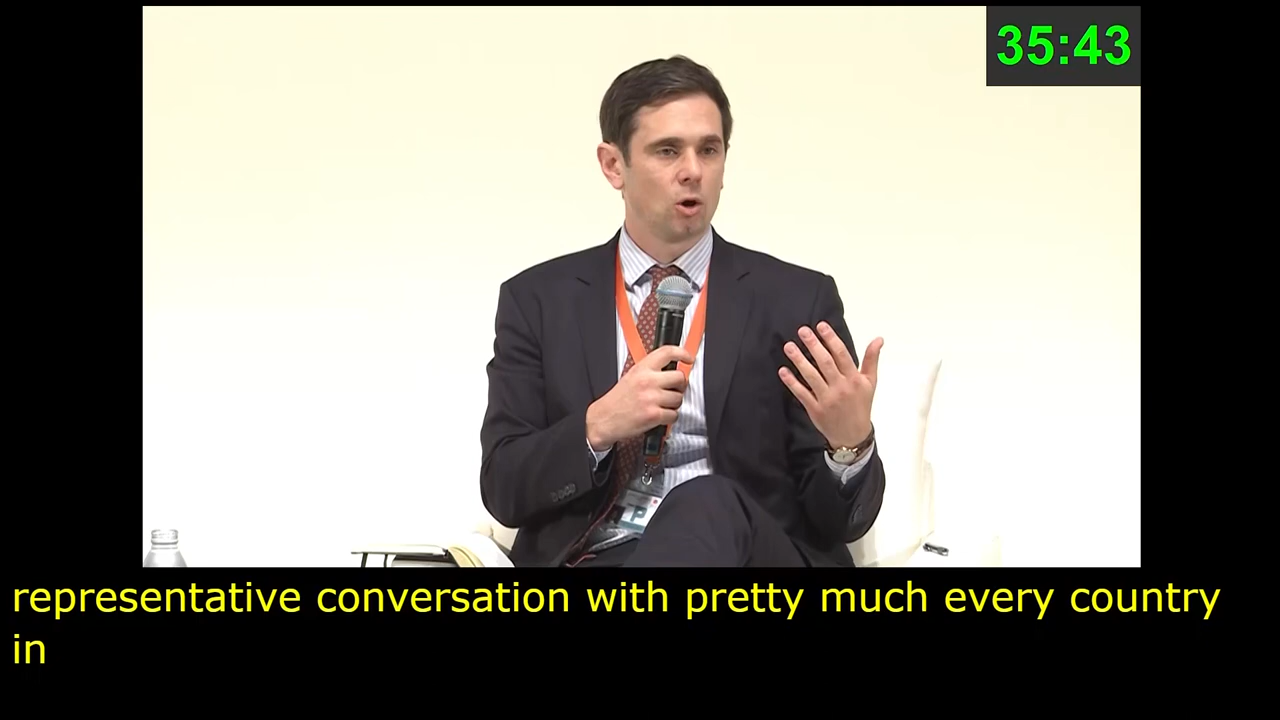 35:43
representative conversation with pretty much every country
in